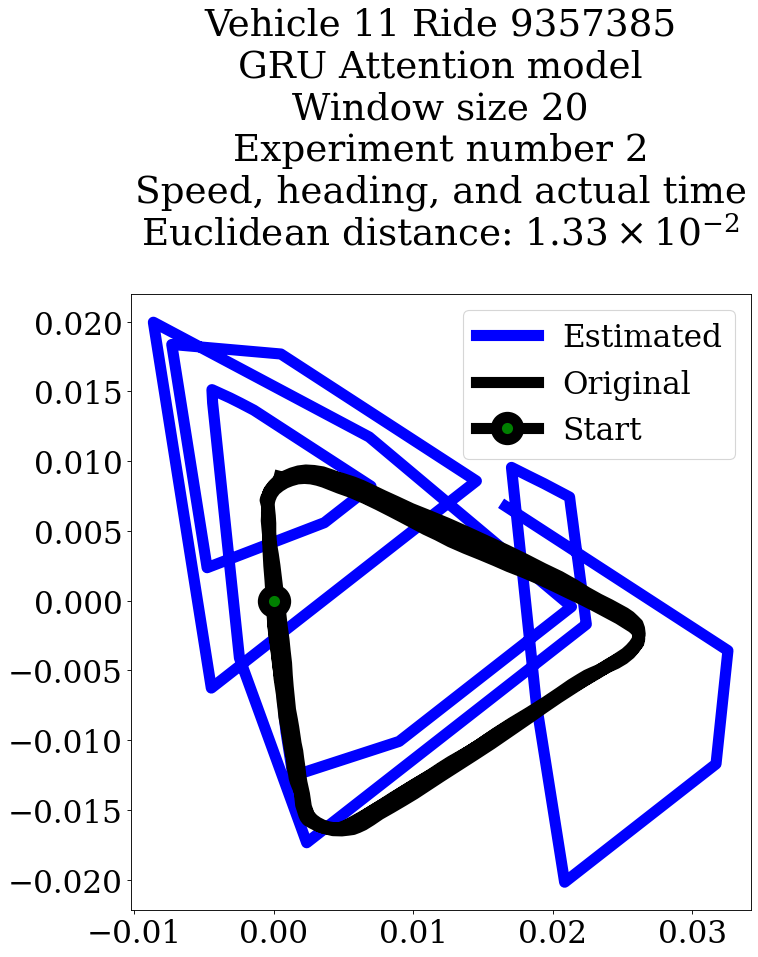 Vehicle 11 Ride 9357385
GRU Attention model
Window size 20
Experiment number 2
Speed, heading, and actual time
Euclidean distance: 1.33 × 10⁻²
Estimated
Original
Start
0.020
0.015
0.010
0.005
0.000
−0.005
−0.010
−0.015
−0.020
−0.01 0.00 0.01 0.02 0.03